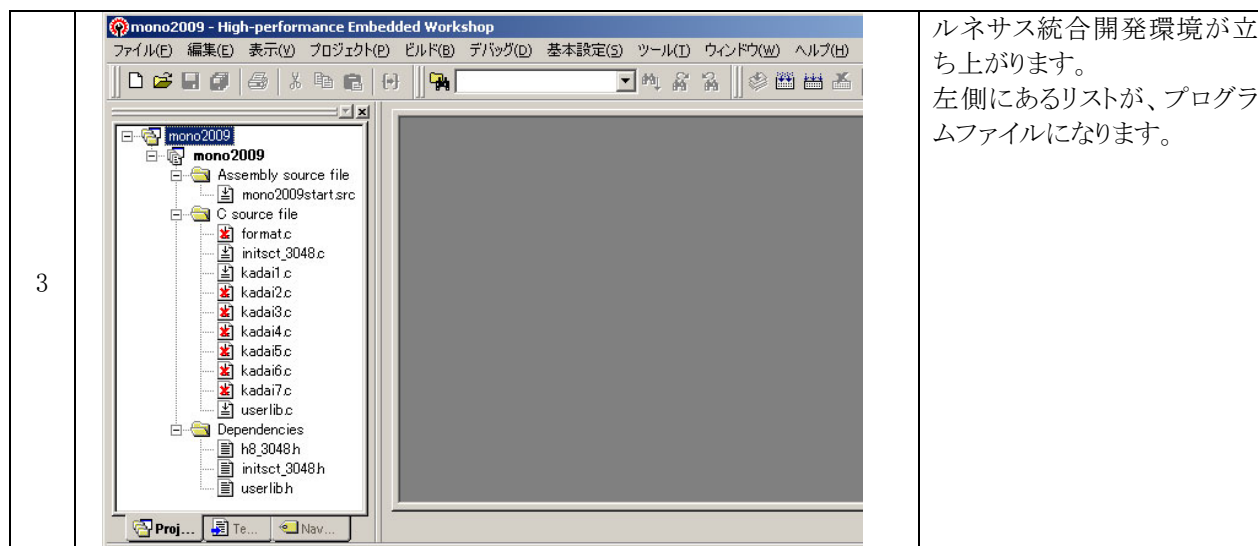 3
mono2009 - High-performance Embedded Workshop
ファイル(F) 編集(E) 表示(V) プロジェクト(P) ビルド(B) デバッグ(D) 基本設定(S) ツール(T) ウィンドウ(W) ヘルプ(H)
mono2009
mono2009
Assembly source file
mono2009start.src
C source file
format.c
initsct_3048.c
kadai1.c
kadai2.c
kadai3.c
kadai4.c
kadai5.c
kadai6.c
kadai7.c
userlib.c
Dependencies
h8_3048.h
initsct_3048.h
userlib.h
Proj... Te... Nav...
ルネサス統合開発環境が立
ち上がります。
左側にあるリストが、プログラ
ムファイルになります。